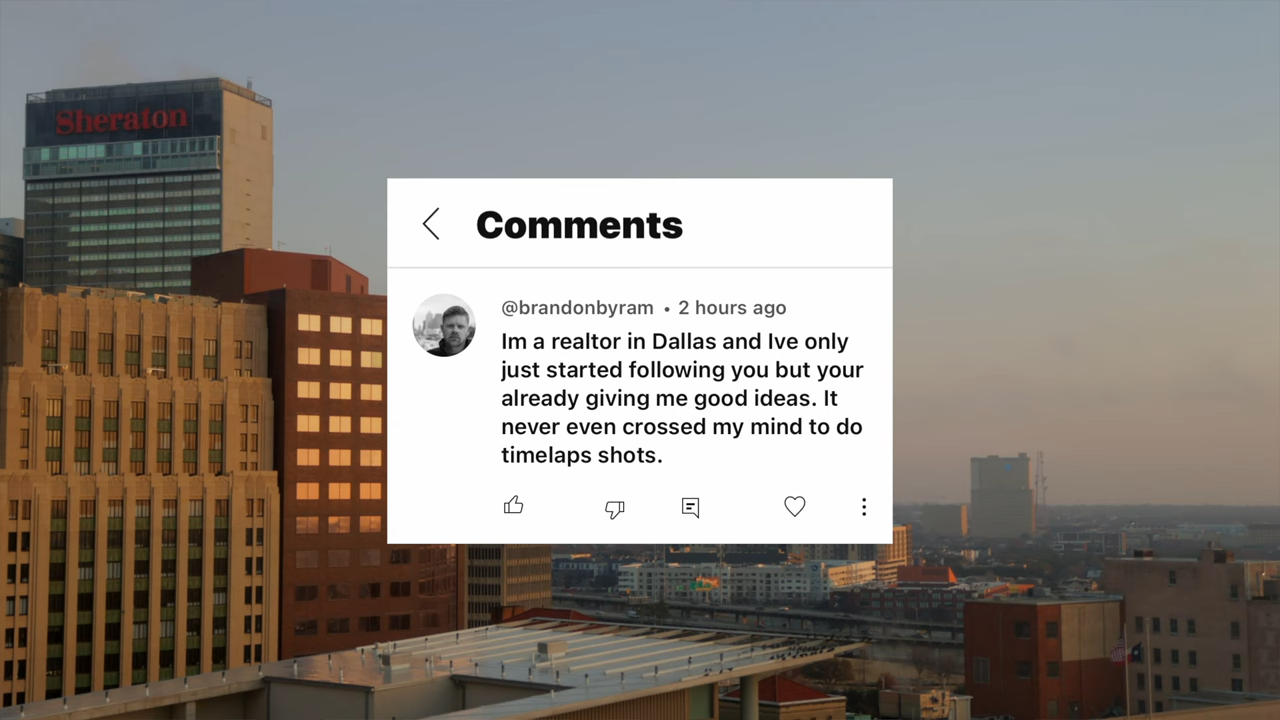 Sheraton
Comments
@brandonbyram • 2 hours ago
Im a realtor in Dallas and Ive only
just started following you but your
already giving me good ideas. It
never even crossed my mind to do
timelaps shots.